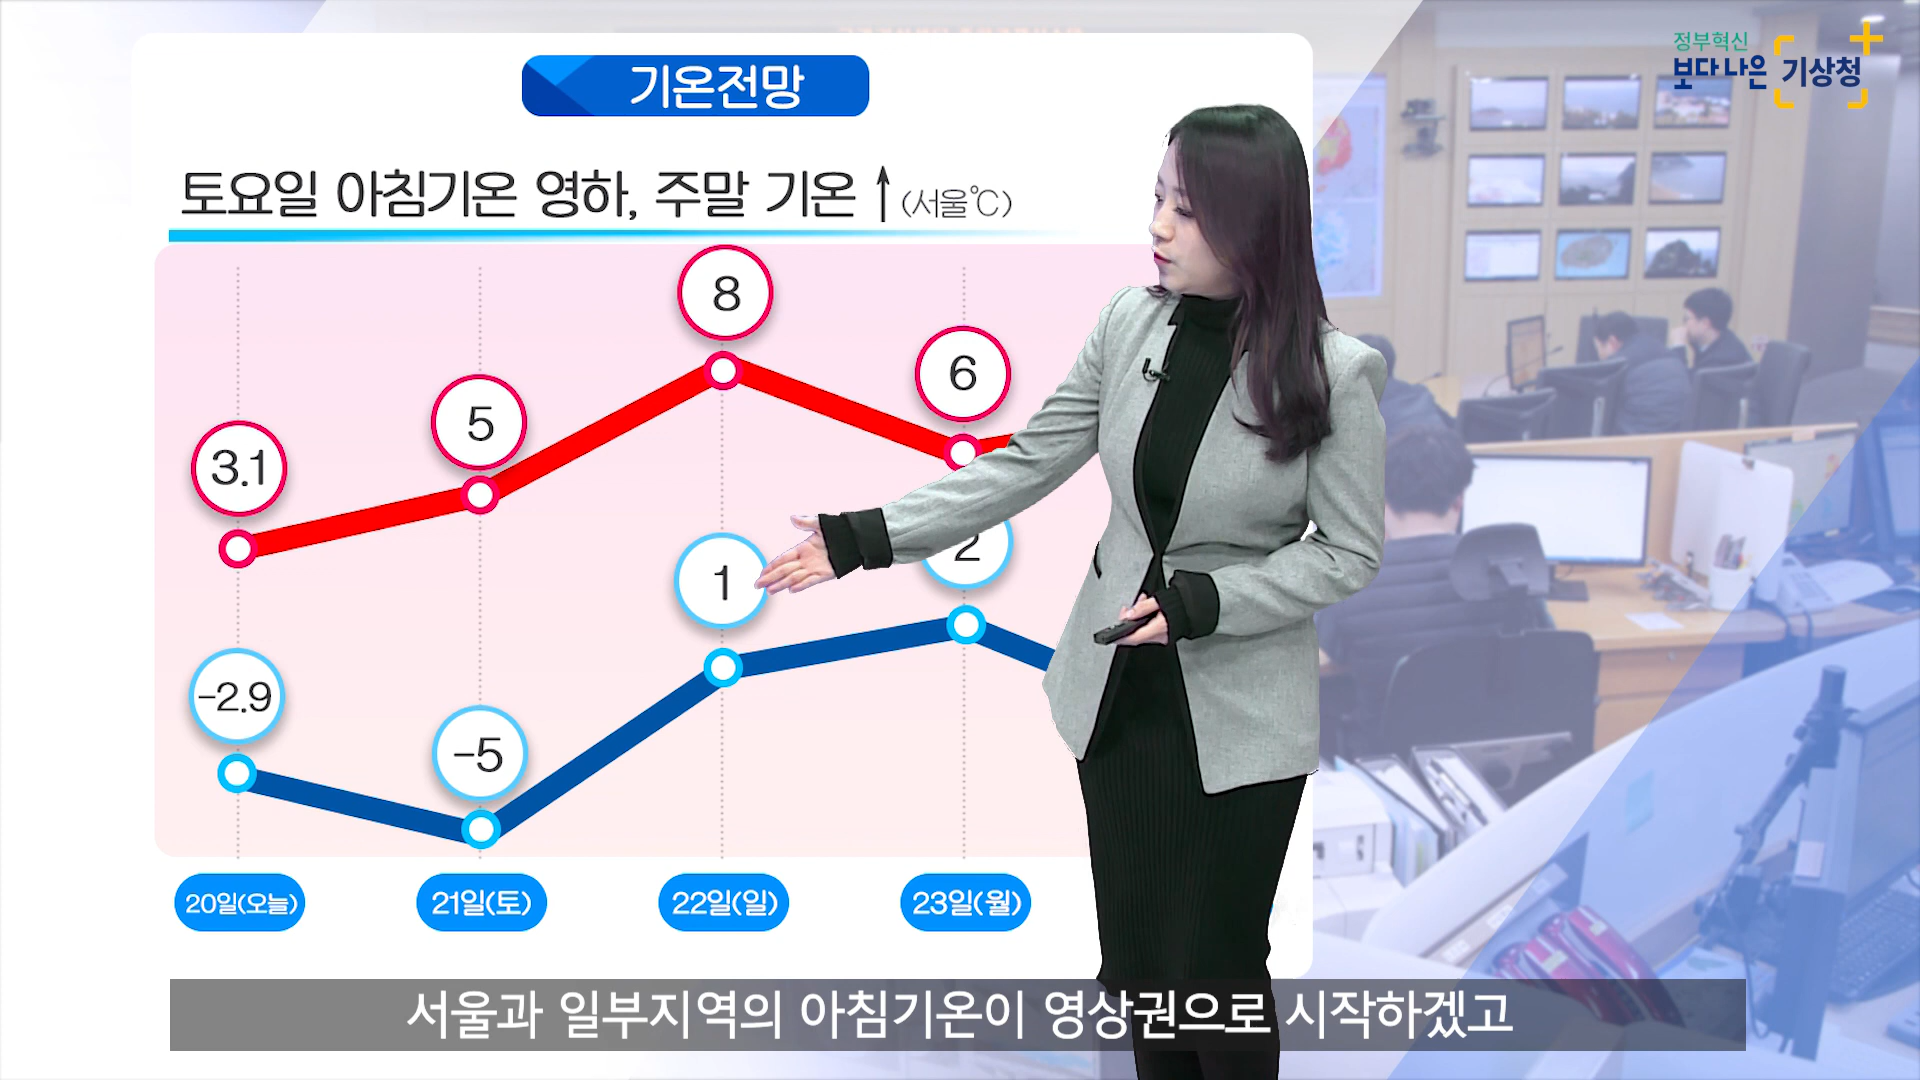 정부혁신
보다나은 기상청
기온전망
토요일 아침기온 영하, 주말 기온 ↑ (서울℃)
8
6
5
3.1
2
1
-2.9
-5
20일(오늘)
21일(토)
22일(일)
23일(월)
서울과 일부지역의 아침기온이 영상권으로 시작하겠고